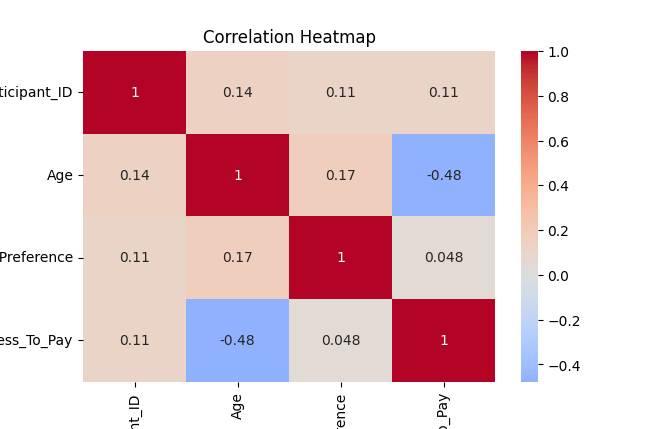 Correlation Heatmap
ticipant_ID
1
0.14
0.11
0.11
Age
0.14
1
0.17
-0.48
Preference
0.11
0.17
1
0.048
ess_To_Pay
0.11
-0.48
0.048
1
nt_ID
Age
rence
o_Pay
1.0
0.8
0.6
0.4
0.2
0.0
−0.2
−0.4